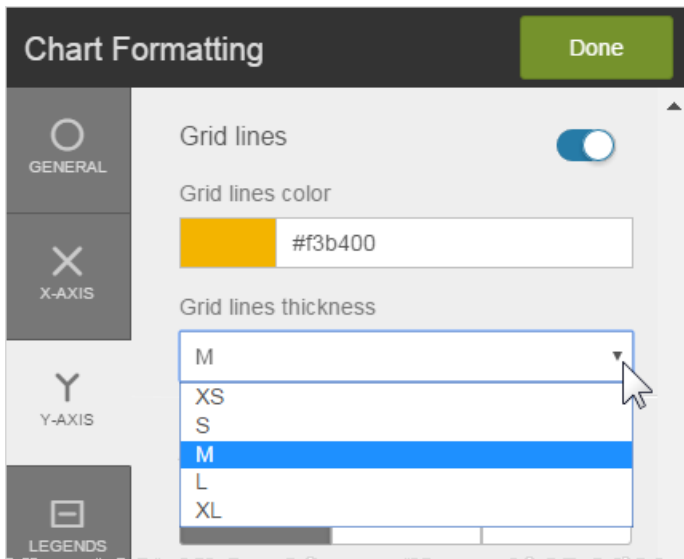 Chart Formatting
Done
GENERAL
X-AXIS
Y-AXIS
LEGENDS
Grid lines
Grid lines color
#f3b400
Grid lines thickness
M
XS
S
M
L
XL